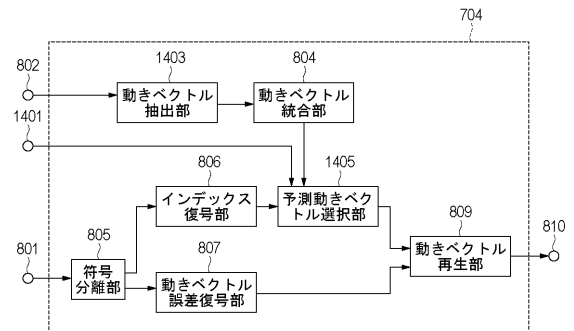 704
802
1403
804
動きベクトル
抽出部
動きベクトル
統合部
1401
806
1405
インデックス
復号部
予測動きベク
トル選択部
809
810
801
805
807
符号
分離部
動きベクトル
誤差復号部
動きベクトル
再生部